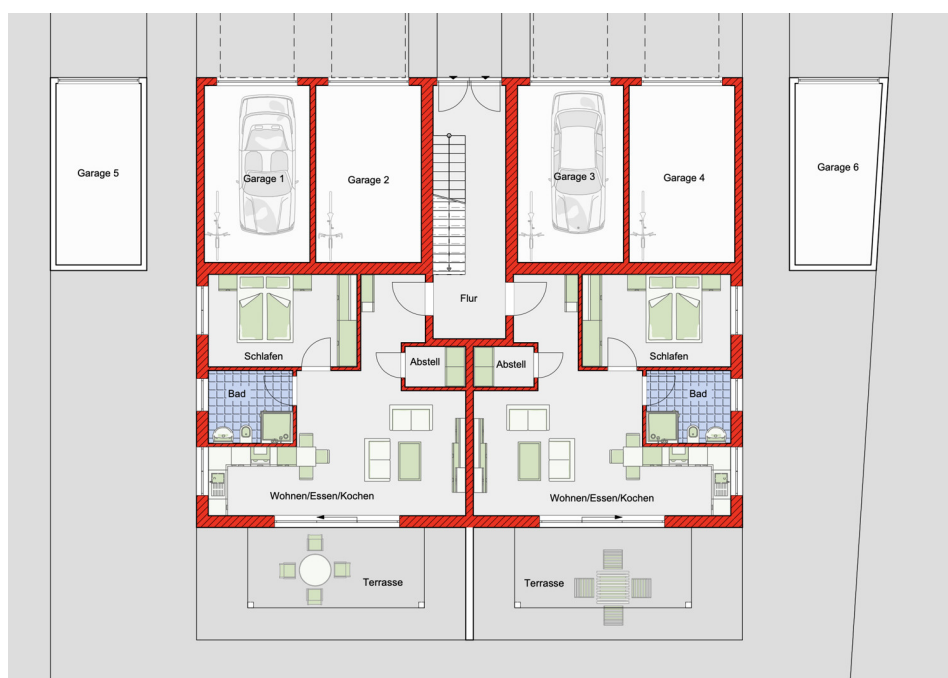 Garage 5
Garage 1
Garage 2
Garage 3
Garage 4
Garage 6
Flur
Schlafen
Abstell
Abstell
Schlafen
Bad
Bad
Wohnen/Essen/Kochen
Wohnen/Essen/Kochen
Terrasse
Terrasse